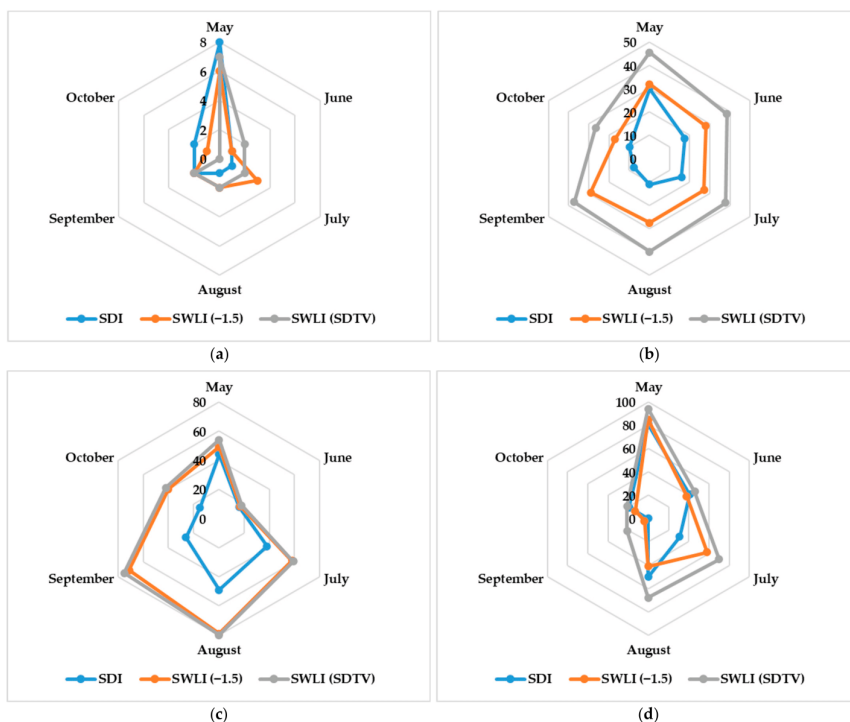 May
8
6
4
2
0
June
July
August
September
October
SDI SWLI (−1.5) SWLI (SDTV)
(a)
May
50
40
30
20
10
0
June
July
August
September
October
SDI SWLI (−1.5) SWLI (SDTV)
(b)
May
80
60
40
20
0
June
July
August
September
October
SDI SWLI (−1.5) SWLI (SDTV)
(c)
May
100
80
60
40
20
0
June
July
August
September
October
SDI SWLI (−1.5) SWLI (SDTV)
(d)